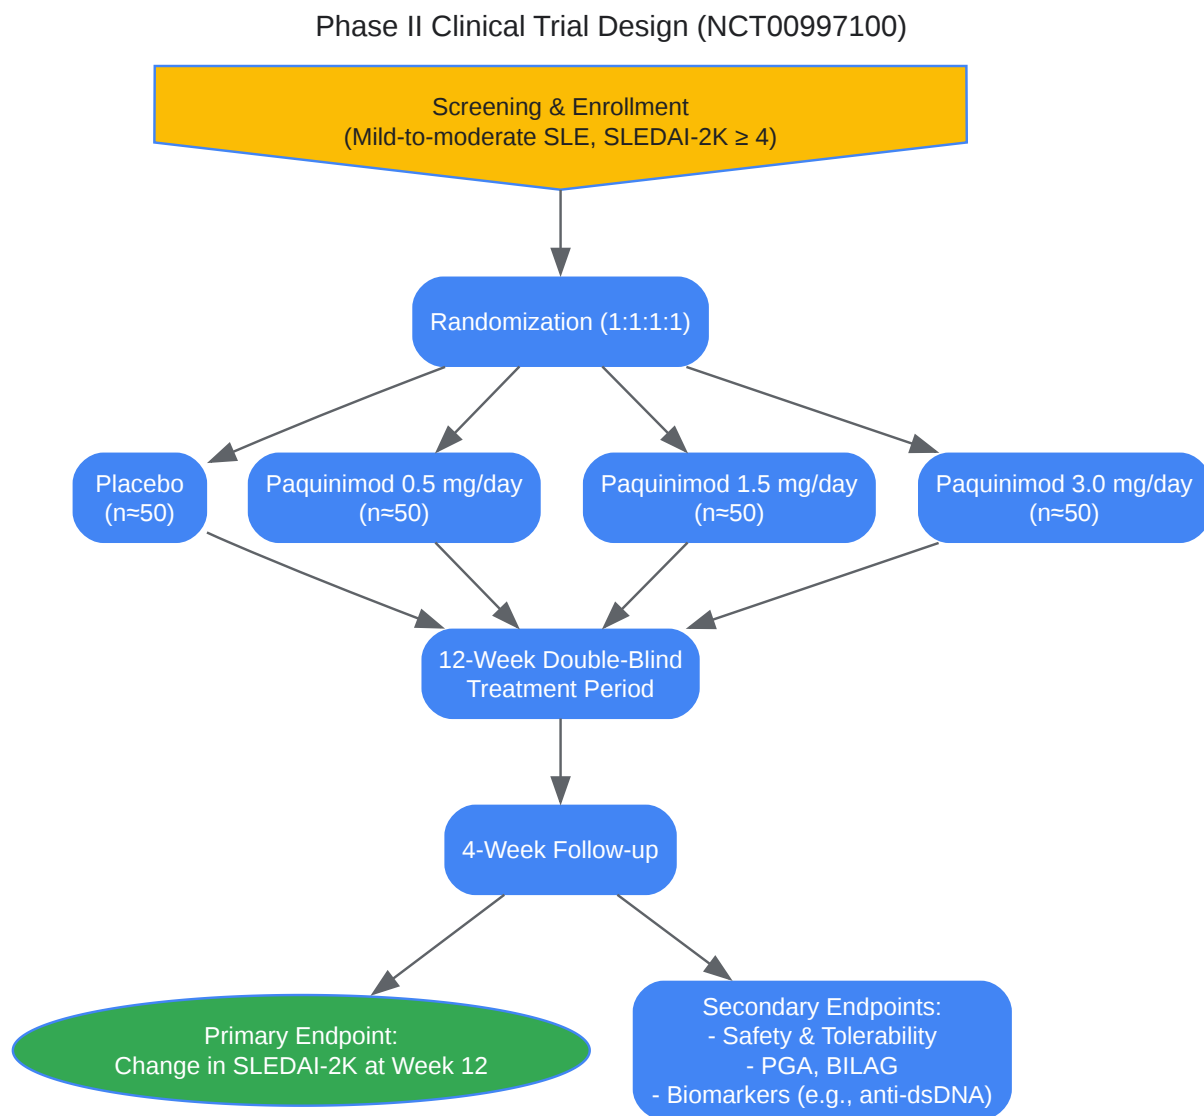 Phase II Clinical Trial Design (NCT00997100)
Screening & Enrollment
(Mild-to-moderate SLE, SLEDAI-2K ≥ 4)
Randomization (1:1:1:1)
Placebo
(n≈50)
Paquinimod 0.5 mg/day
(n≈50)
Paquinimod 1.5 mg/day
(n≈50)
Paquinimod 3.0 mg/day
(n≈50)
12-Week Double-Blind
Treatment Period
4-Week Follow-up
Primary Endpoint:
Change in SLEDAI-2K at Week 12
Secondary Endpoints:
- Safety & Tolerability
- PGA, BILAG
- Biomarkers (e.g., anti-dsDNA)